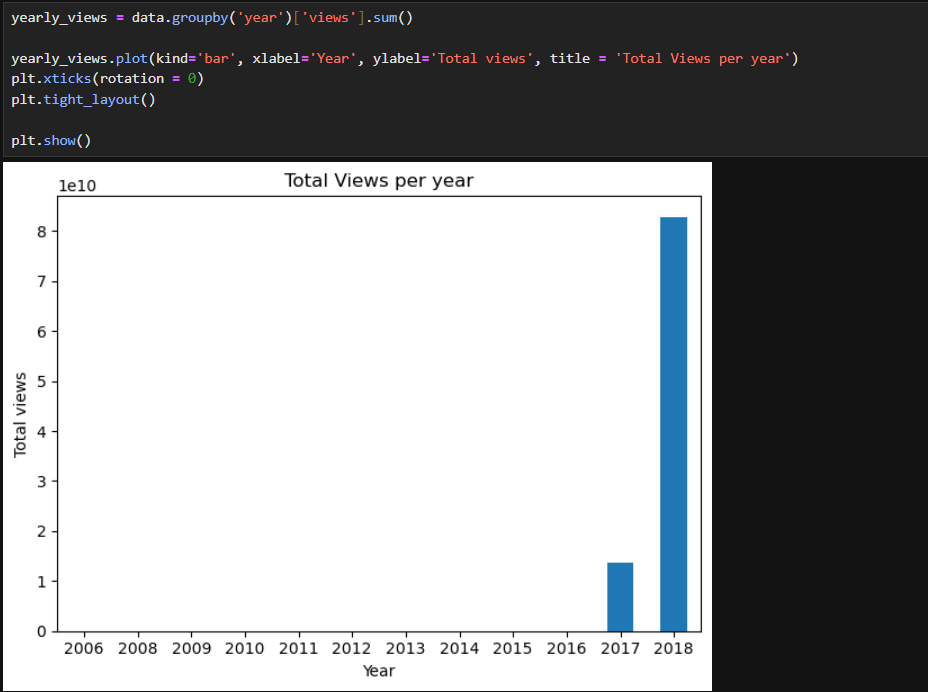 yearly_views = data.groupby('year')['views'].sum()
yearly_views.plot(kind='bar', xlabel='Year', ylabel='Total views', title = 'Total Views per year')
plt.xticks(rotation = 0)
plt.tight_layout()
plt.show()
Total Views per year
1e10
8
7
6
5
4
3
2
1
0
Total views
2006 2008 2009 2010 2011 2012 2013 2014 2015 2016 2017 2018
Year